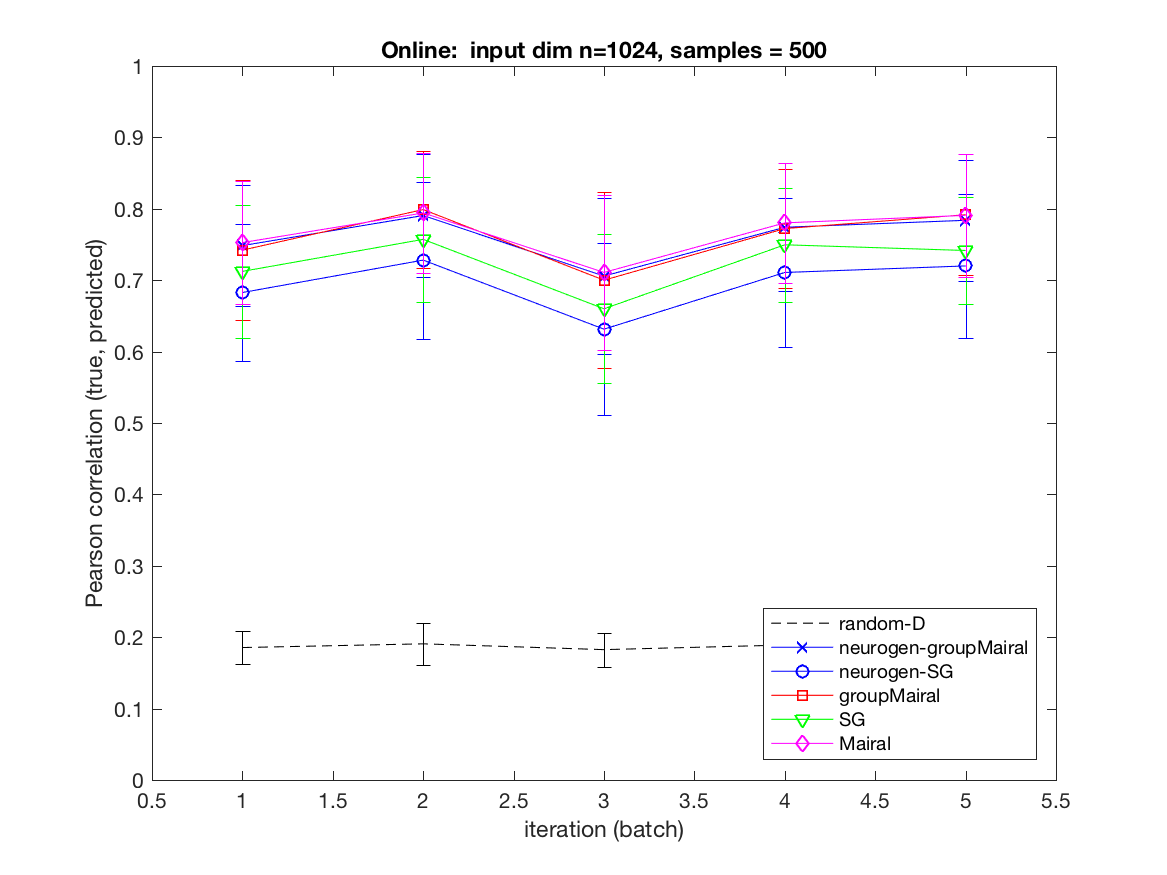 Online:  input dim n=1024, samples = 500
Pearson correlation (true, predicted)
1
0.9
0.8
0.7
0.6
0.5
0.4
0.3
0.2
0.1
0
random-D
neurogen-groupMairal
neurogen-SG
groupMairal
SG
Mairal
0.5 1 1.5 2 2.5 3 3.5 4 4.5 5 5.5
iteration (batch)